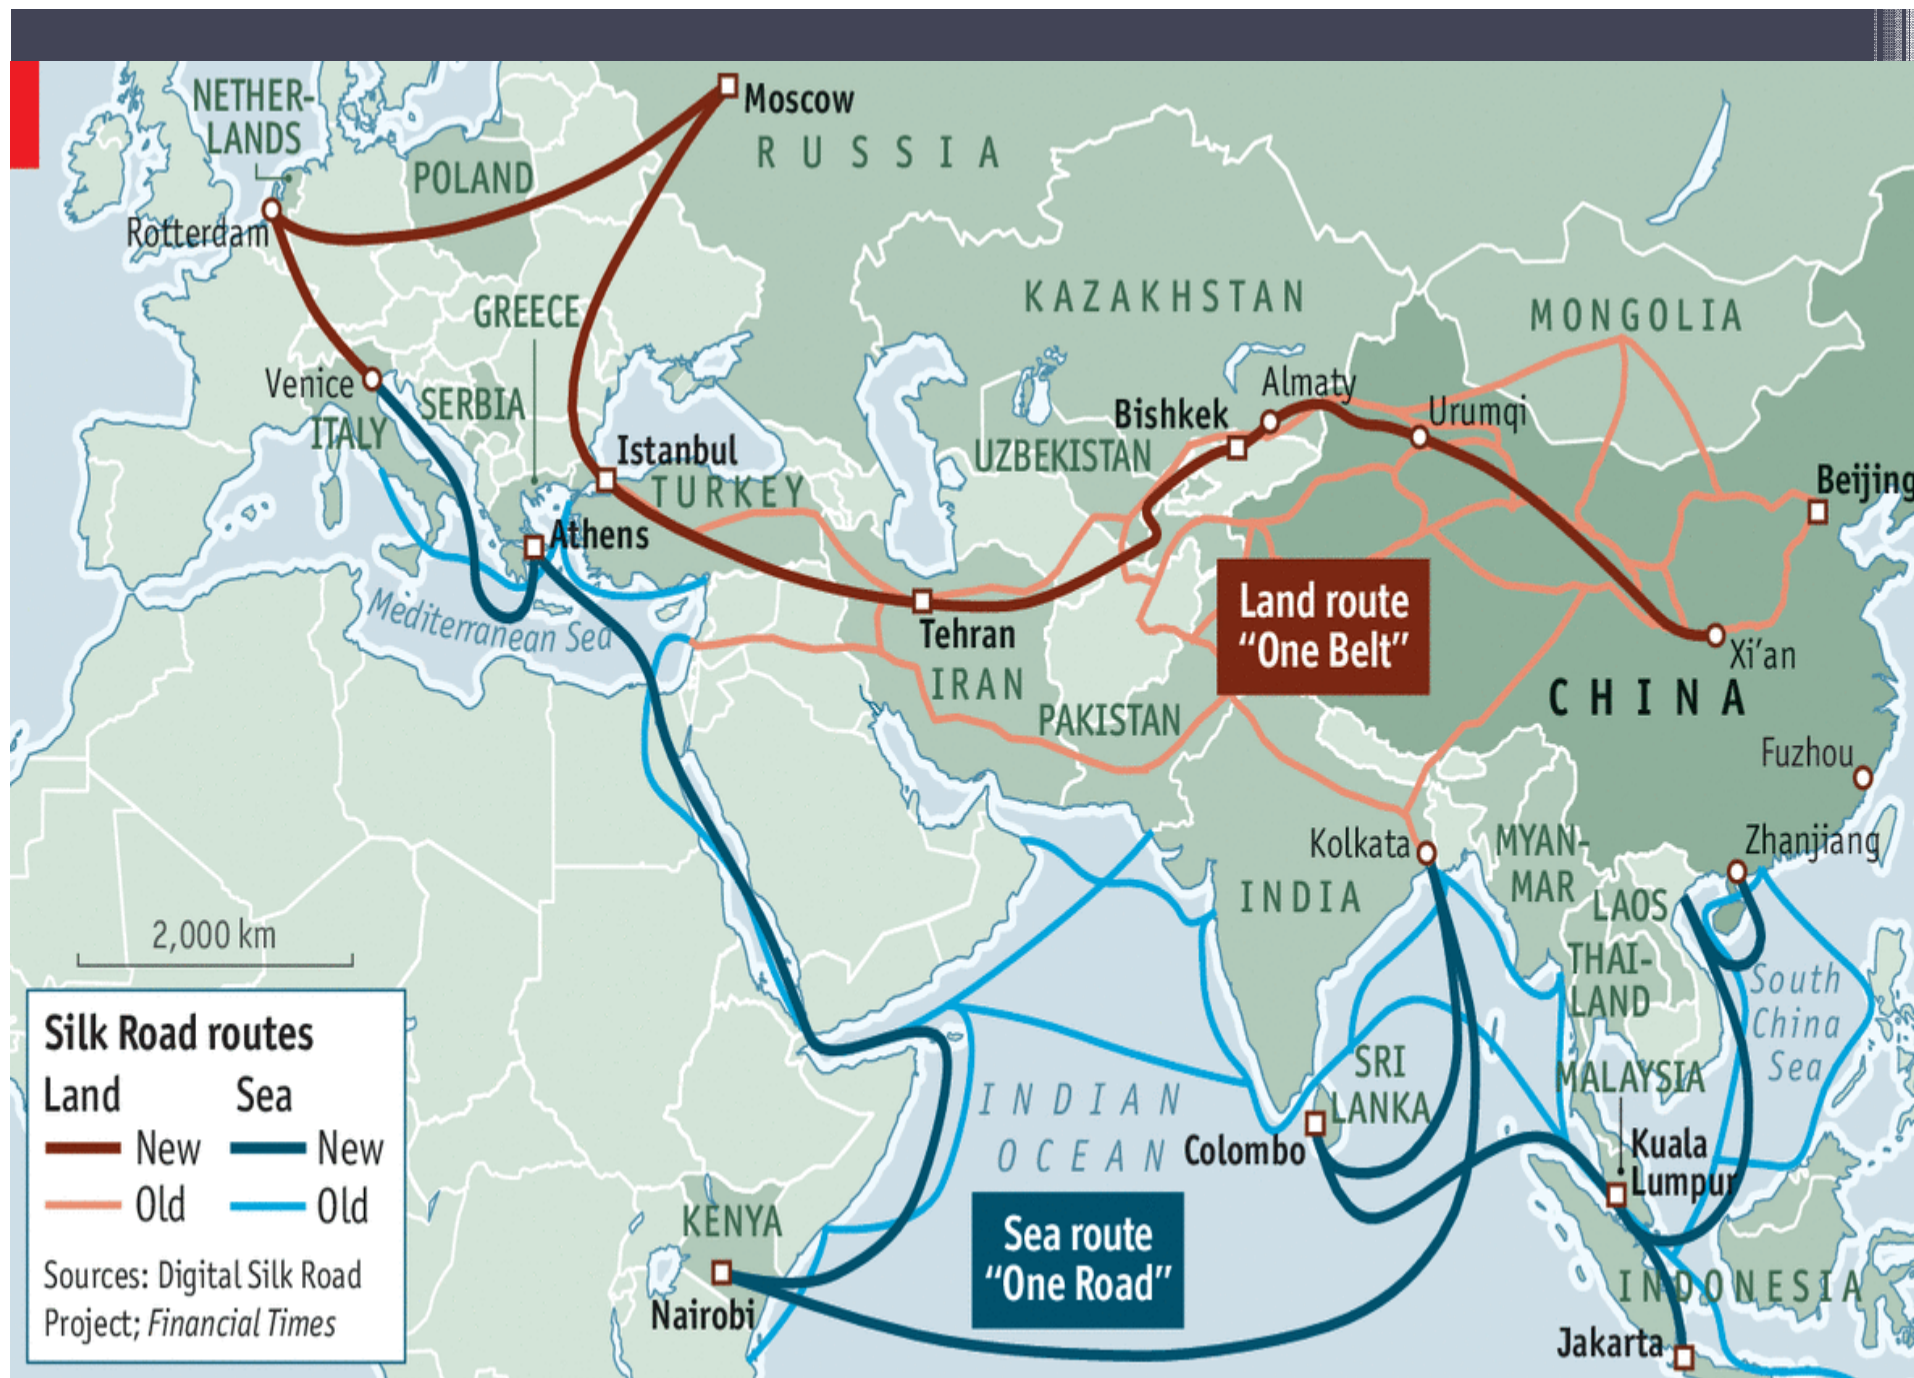 NETHER-
LANDS
Moscow
RUSSIA
POLAND
Rotterdam
KAZAKHSTAN
MONGOLIA
GREECE
Venice
SERBIA
ITALY
Almaty
Urumqi
Bishkek
UZBEKISTAN
Istanbul
TURKEY
Beijing
Athens
Mediterranean Sea
Tehran
IRAN
Land route
“One Belt”
Xi’an
CHINA
PAKISTAN
Fuzhou
Kolkata
INDIA
MYAN-
MAR
Zhanjiang
LAOS
THAI-
LAND
South
China
Sea
2,000 km
SRI
LANKA
MALAYSIA
INDIAN
OCEAN
Colombo
Kuala
Lumpur
KENYA
Nairobi
Sea route
“One Road”
INDONESIA
Jakarta
Silk Road routes
Land Sea
New New
Old Old
Sources: Digital Silk Road
Project; Financial Times